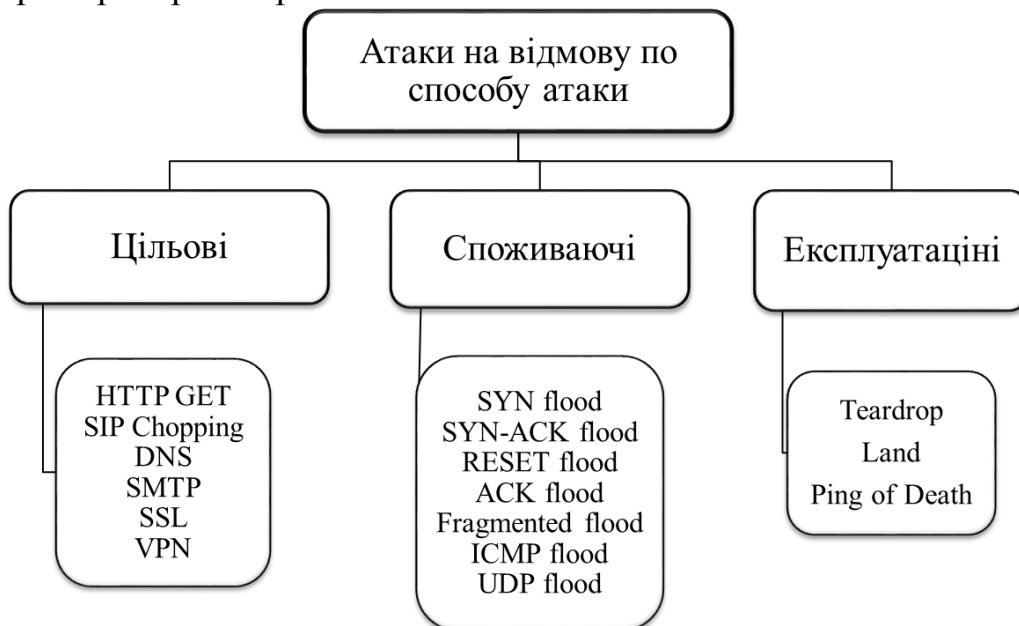 Атаки на відмову по
способу атаки
Цільові
Споживаючі
Експлуатаціні
HTTP GET
SIP Chopping
DNS
SMTP
SSL
VPN
SYN flood
SYN-ACK flood
RESET flood
ACK flood
Fragmented flood
ICMP flood
UDP flood
Teardrop
Land
Ping of Death